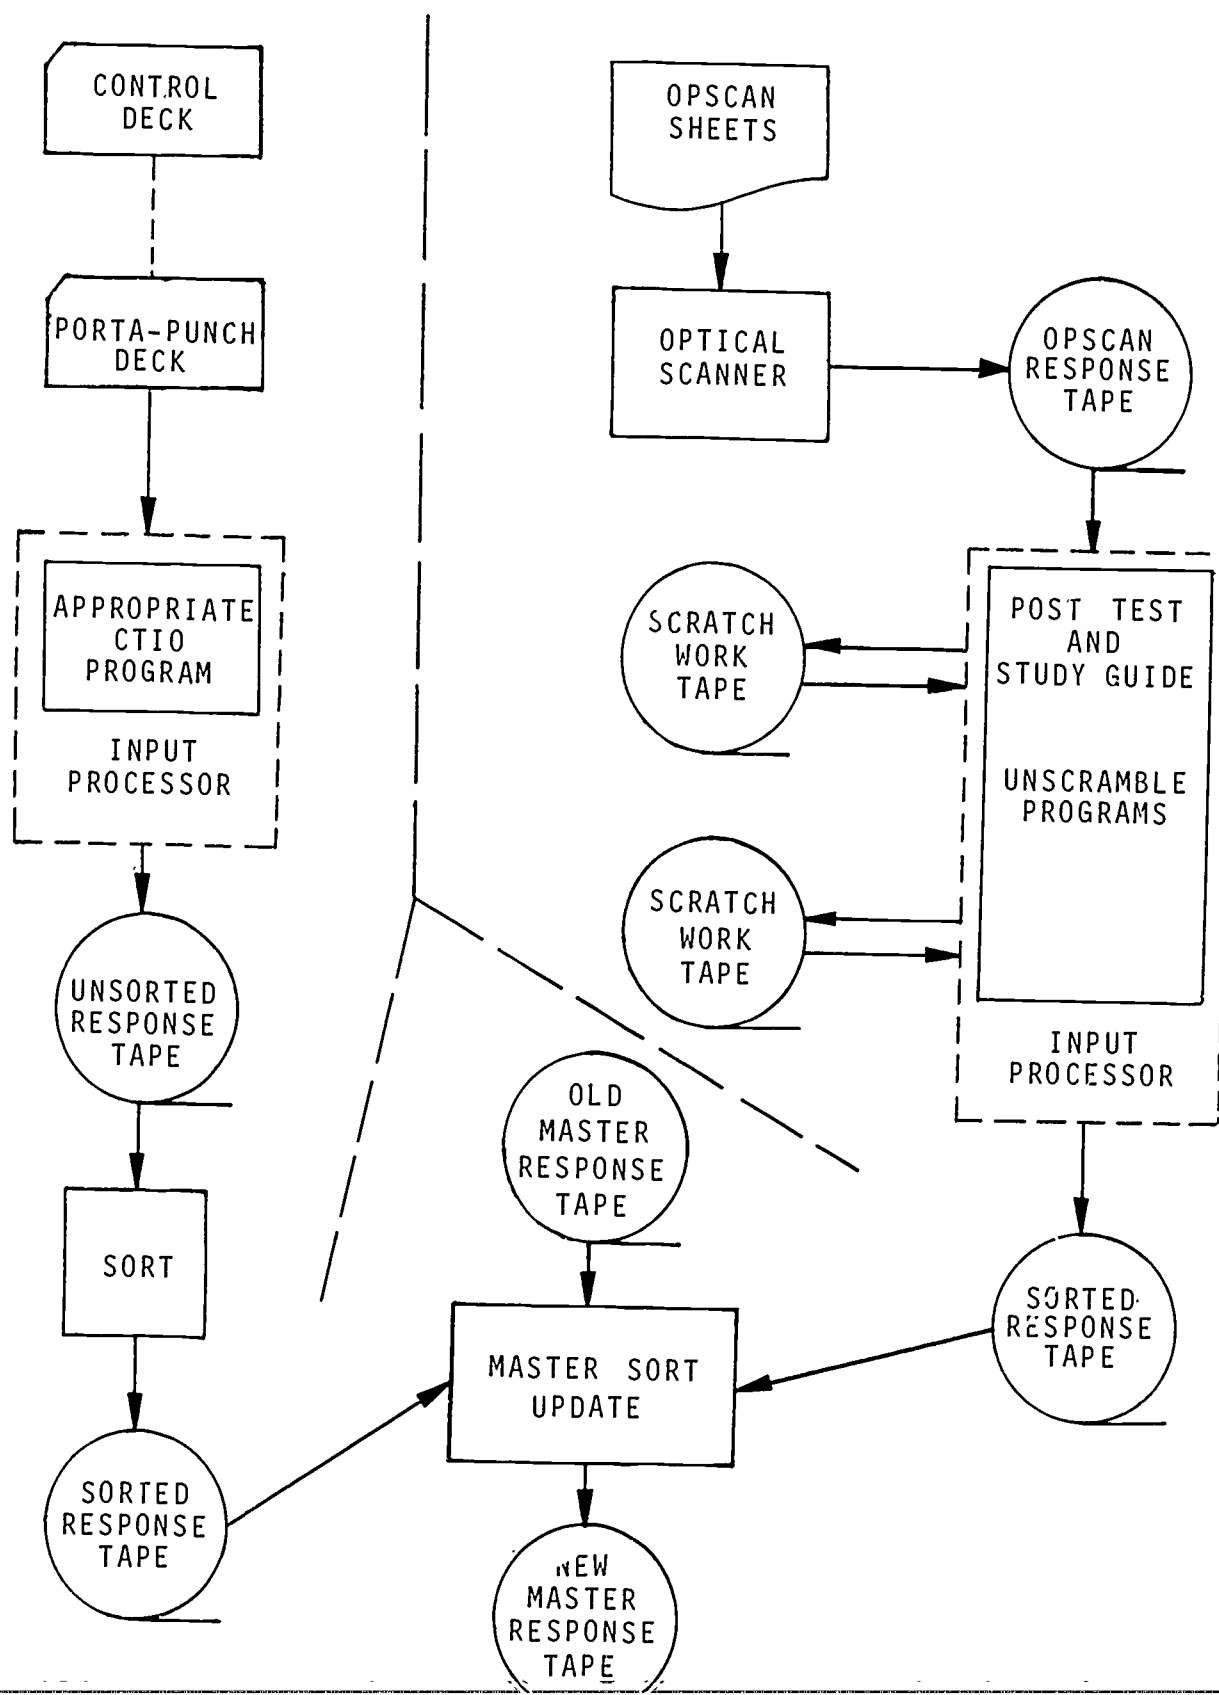 CONTROL
DECK
PORTA-PUNCH
DECK
APPROPRIATE
CTIO
PROGRAM
INPUT
PROCESSOR
UNSORTED
RESPONSE
TAPE
SORT
SORTED
RESPONSE
TAPE
OPSCAN
SHEETS
OPTICAL
SCANNER
OPSCAN
RESPONSE
TAPE
SCRATCH
WORK
TAPE
SCRATCH
WORK
TAPE
POST TEST
AND
STUDY GUIDE
UNSCRAMBLE
PROGRAMS
INPUT
PROCESSOR
SORTED
RESPONSE
TAPE
OLD
MASTER
RESPONSE
TAPE
MASTER SORT
UPDATE
NEW
MASTER
RESPONSE
TAPE